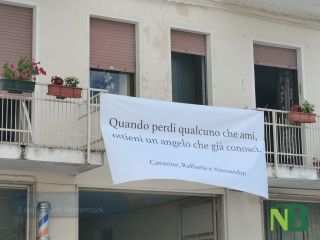 Quando perdi qualcuno che ami,
ottieni un angelo che già conosci.
Carmine, Raffaele e Alessandro
NB